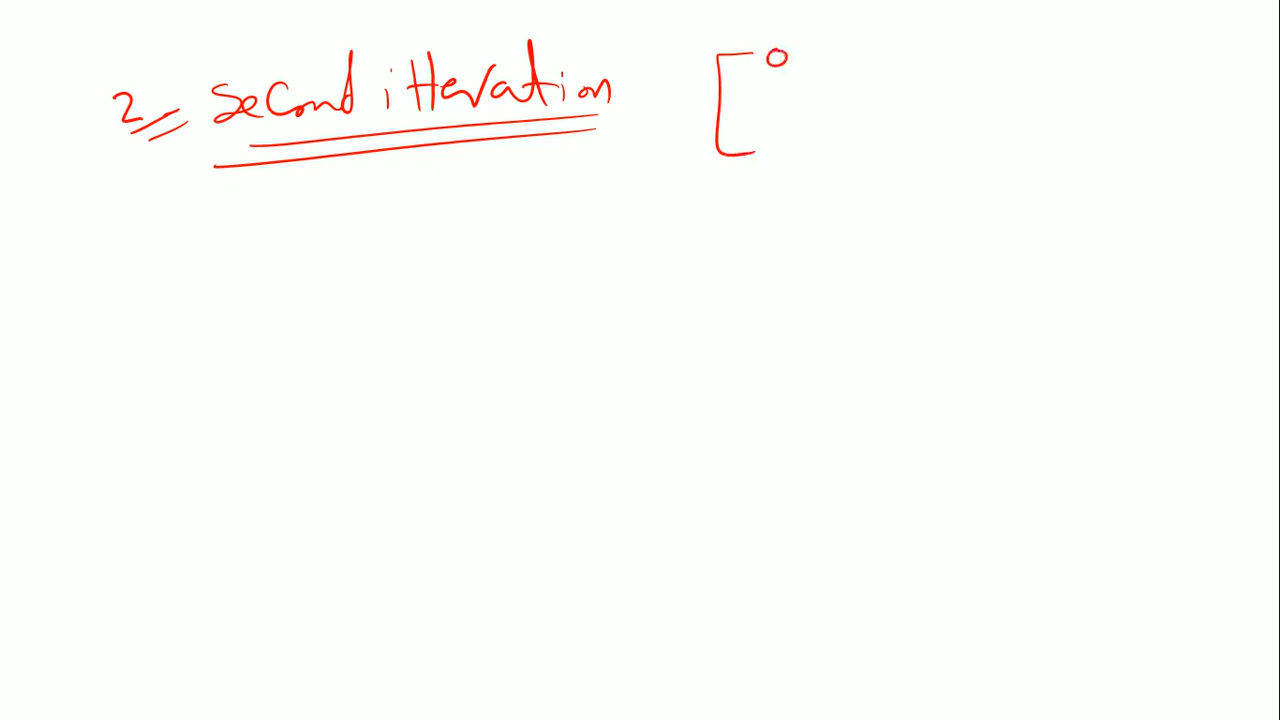 2= second itteration [ 0